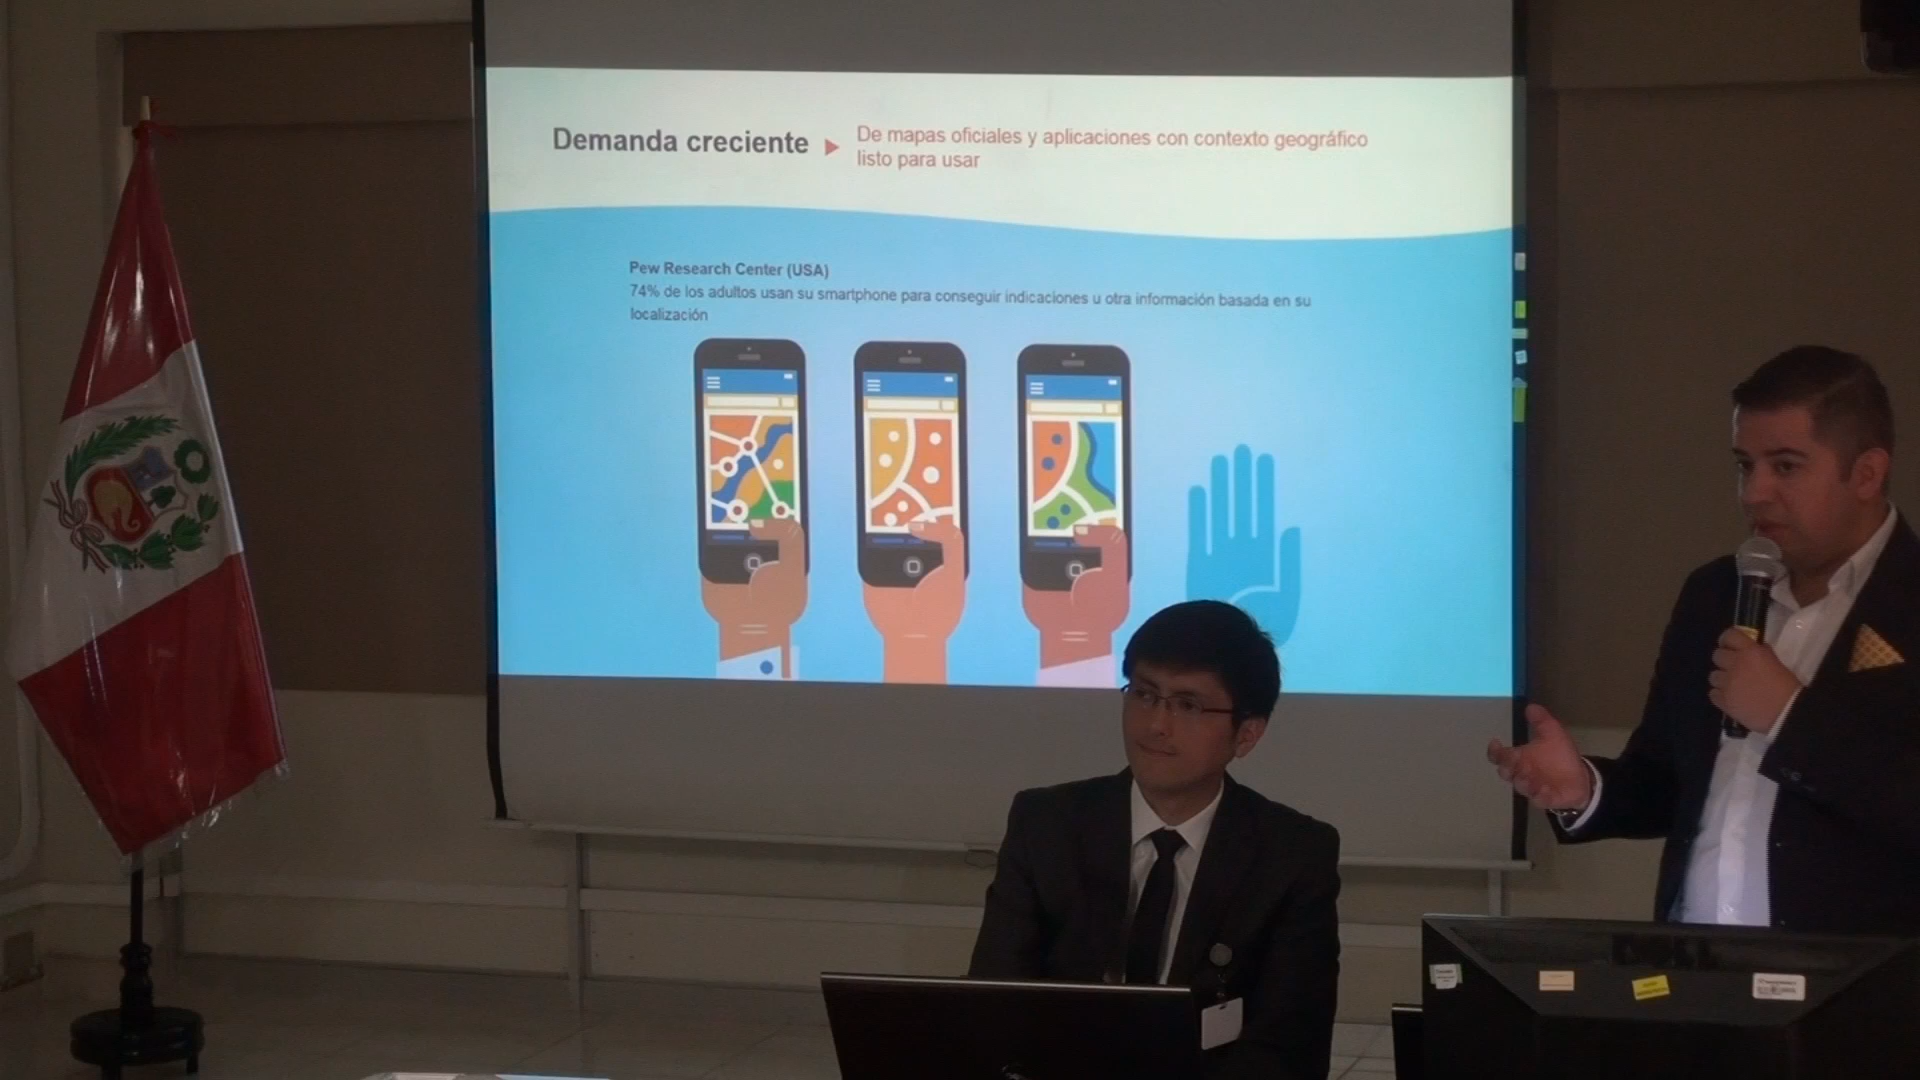 Demanda creciente
De mapas oficiales y aplicaciones con contexto geográfico
listo para usar
Pew Research Center (USA)
74% de los adultos usan su smartphone para conseguir indicaciones u otra información basada en su
localización